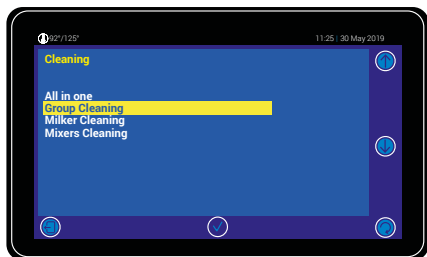 92°/125°
11:25 | 30 May 2019
Cleaning
All in one
Group Cleaning
Milker Cleaning
Mixers Cleaning